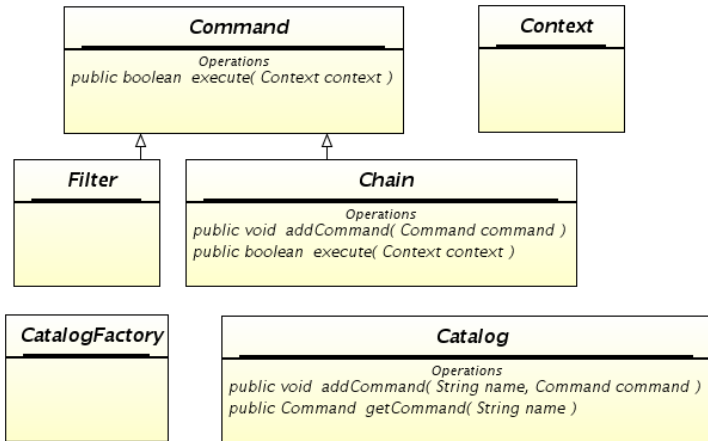 Command
Operations
public boolean execute( Context context )
Context
Filter
Chain
Operations
public void addCommand( Command command )
public boolean execute( Context context )
CatalogFactory
Catalog
Operations
public void addCommand( String name, Command command )
public Command getCommand( String name )